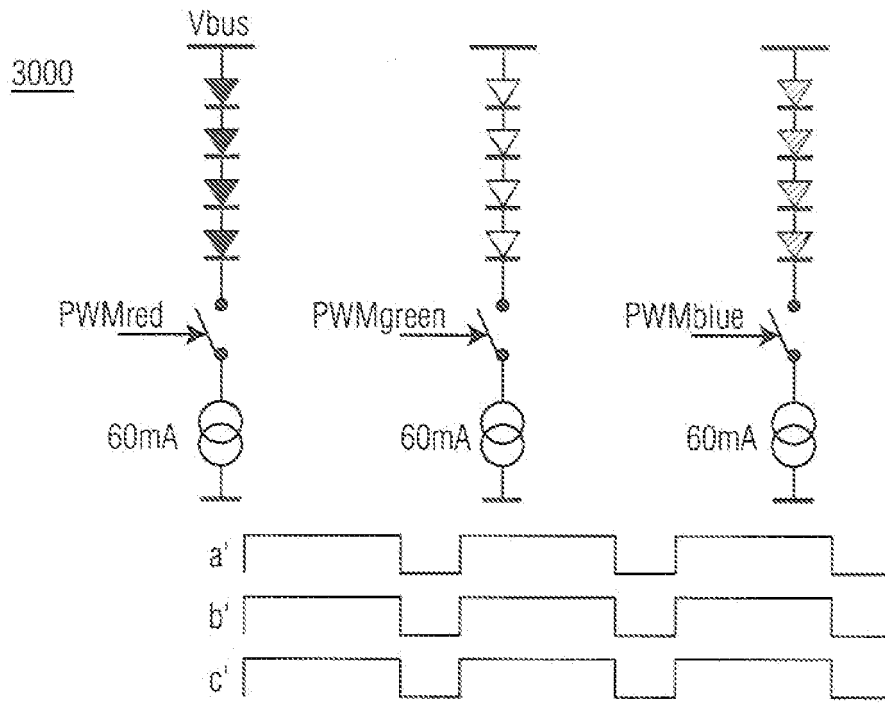 Vbus
3000
PWMred
PWMgreen
PWMblue
60mA
60mA
60mA
a'
b'
c'